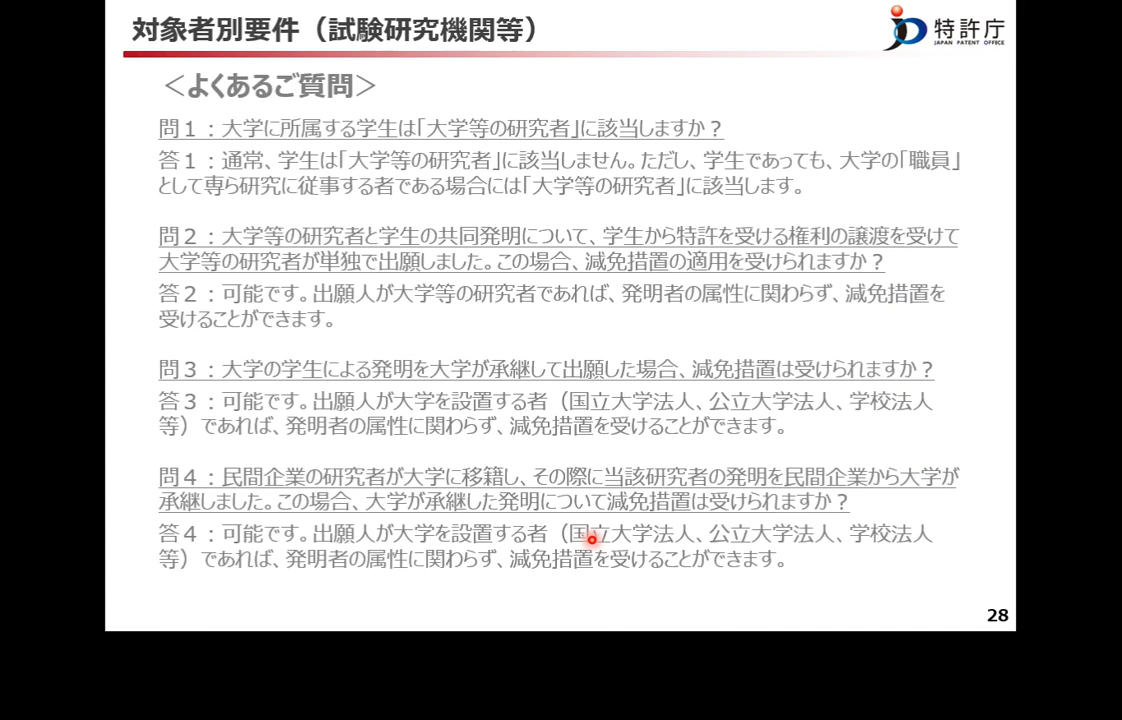 対象者別要件（試験研究機関等）
特許庁
JAPAN PATENT OFFICE
＜よくあるご質問＞
問１：大学に所属する学生は「大学等の研究者」に該当しますか？
答１：通常、学生は「大学等の研究者」に該当しません。ただし、学生であっても、大学の「職員」
として専ら研究に従事する者である場合には「大学等の研究者」に該当します。
問２：大学等の研究者と学生の共同発明について、学生から特許を受ける権利の譲渡を受けて
大学等の研究者が単独で出願しました。この場合、減免措置の適用を受けられますか？
答２：可能です。出願人が大学等の研究者であれば、発明者の属性に関わらず、減免措置を
受けることができます。
問３：大学の学生による発明を大学が承継して出願した場合、減免措置は受けられますか？
答３：可能です。出願人が大学を設置する者（国立大学法人、公立大学法人、学校法人
等）であれば、発明者の属性に関わらず、減免措置を受けることができます。
問４：民間企業の研究者が大学に移籍し、その際に当該研究者の発明を民間企業から大学が
承継しました。この場合、大学が承継した発明について減免措置は受けられますか？
答４：可能です。出願人が大学を設置する者（国立大学法人、公立大学法人、学校法人
等）であれば、発明者の属性に関わらず、減免措置を受けることができます。
28